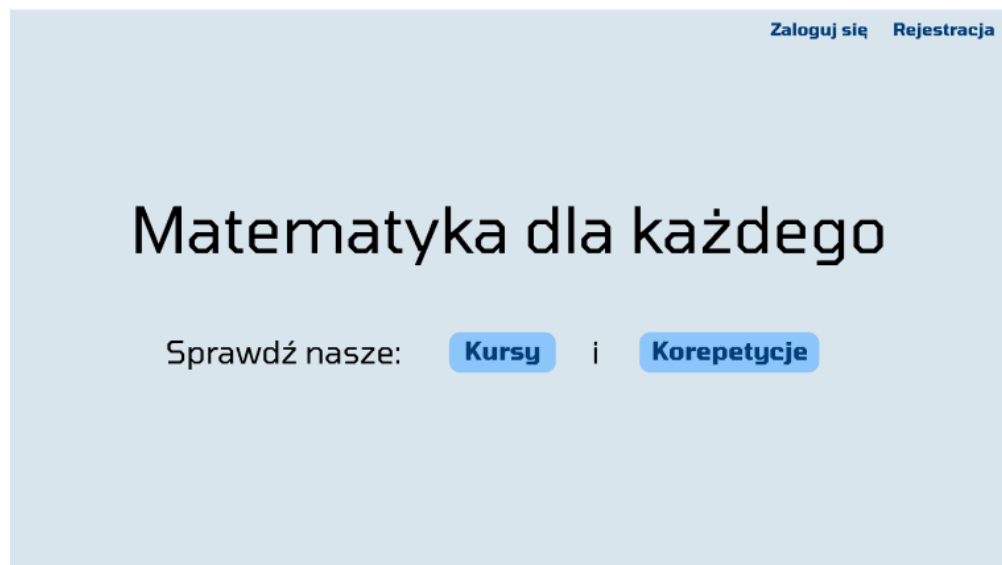 Zaloguj się Rejestracja
Matematyka dla każdego
Sprawdź nasze: Kursy i Korepetycje